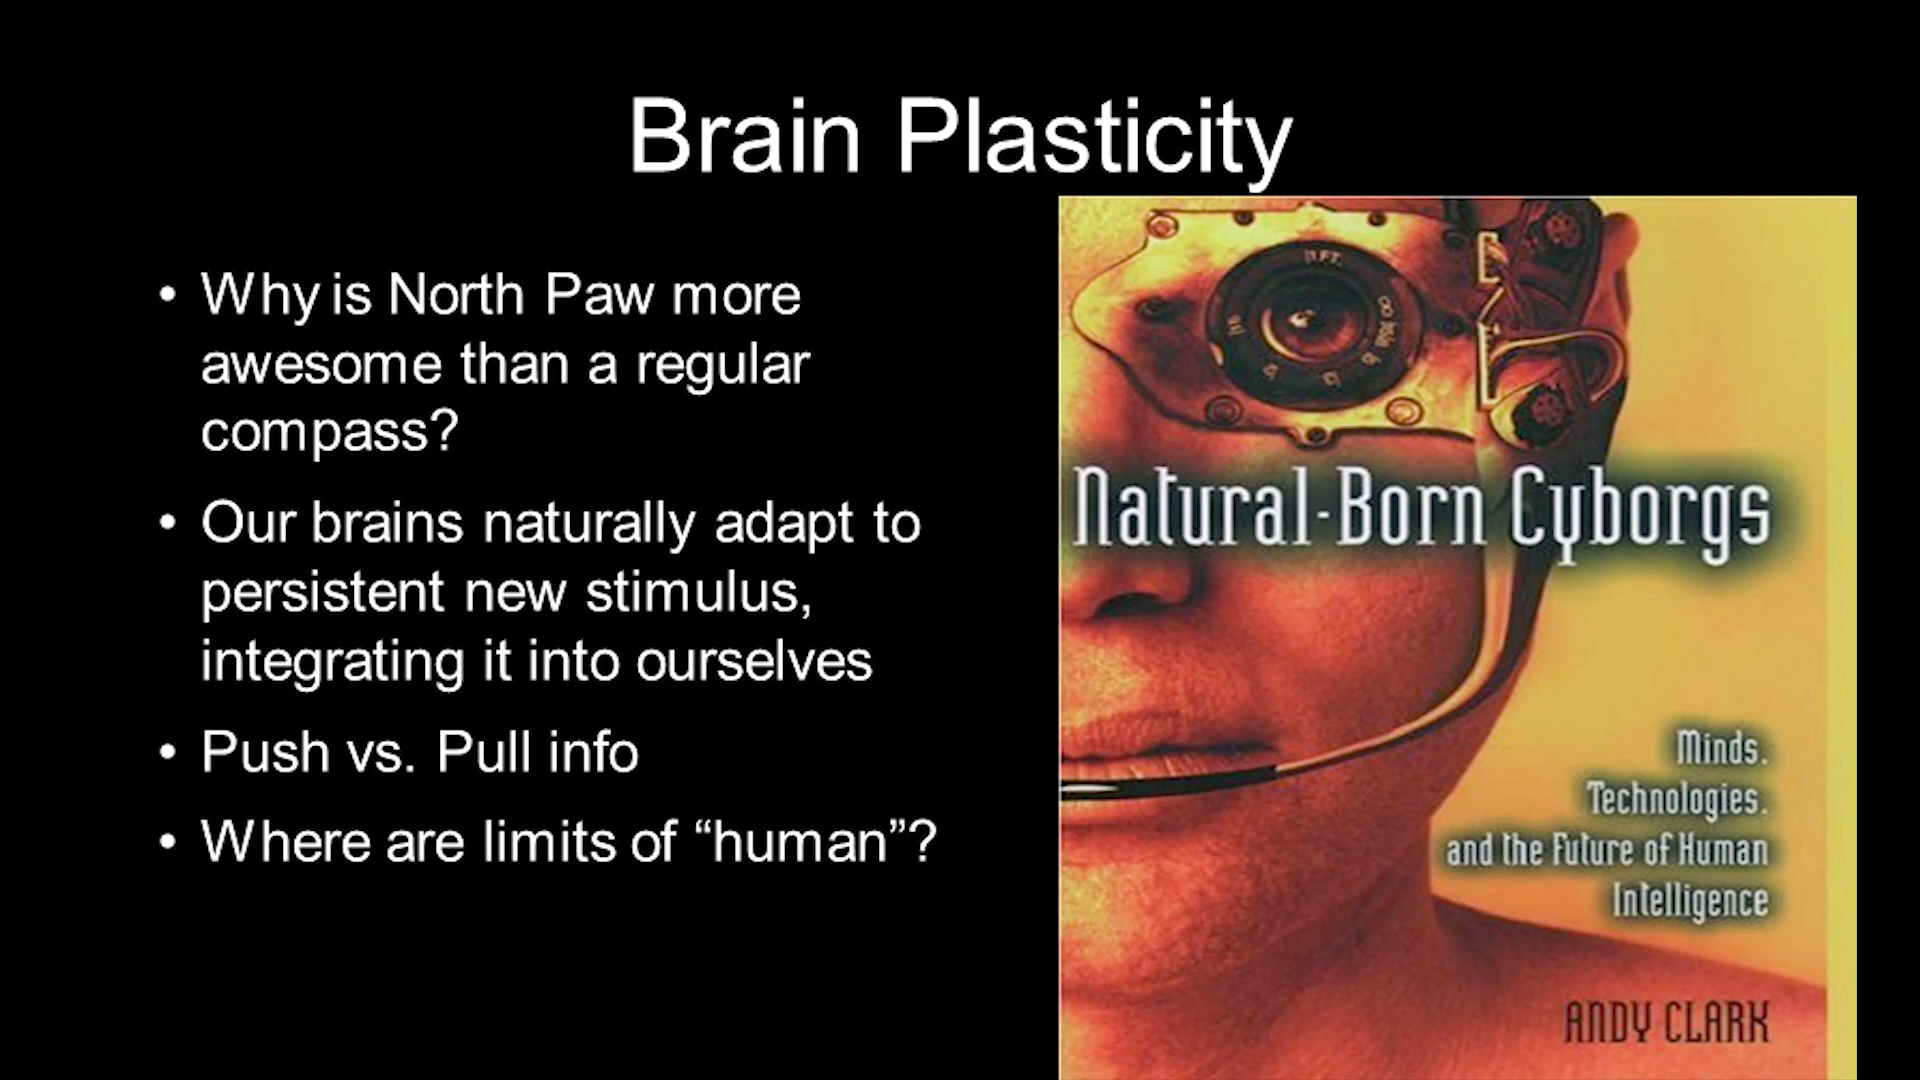 Brain Plasticity
• Why is North Paw more
awesome than a regular
compass?
• Our brains naturally adapt to
persistent new stimulus,
integrating it into ourselves
• Push vs. Pull info
• Where are limits of “human”?
1 FT.
Natural-Born Cyborgs
Minds.
Technologies.
and the Future of Human
Intelligence
ANDY CLARK